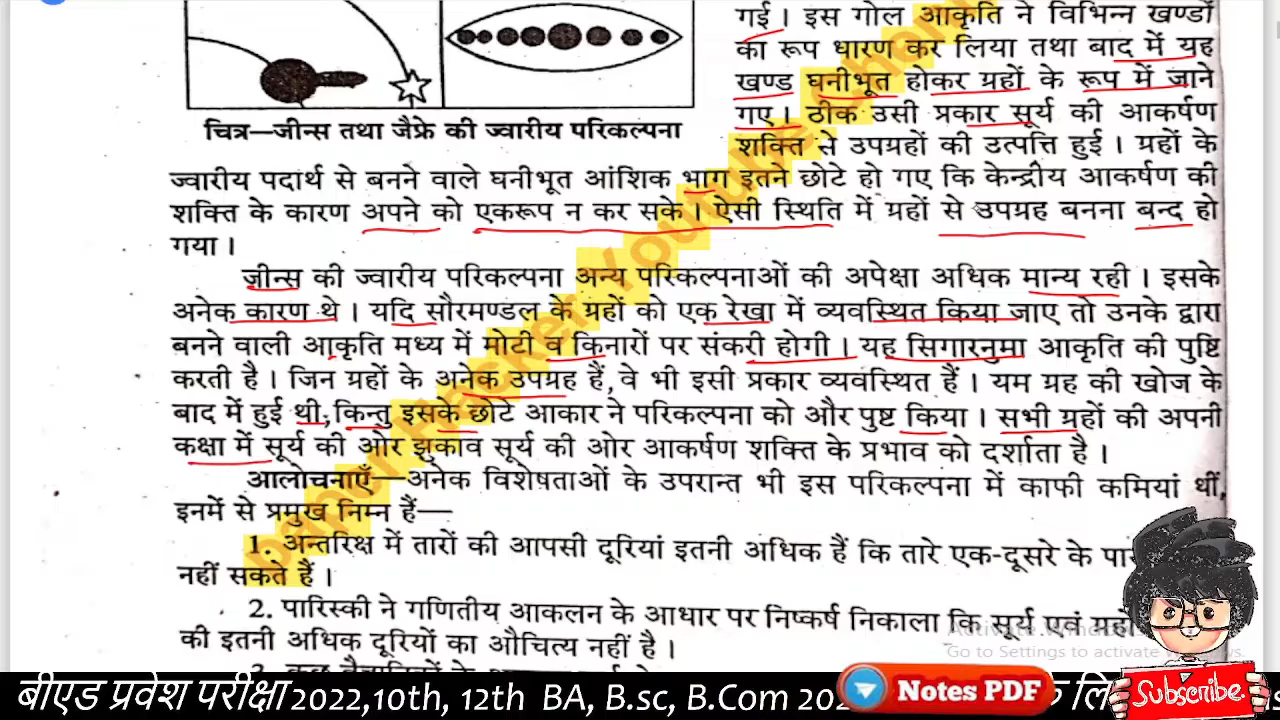 गई। इस गोल आकृति ने विभिन्न खण्डों
का रूप धारण कर लिया तथा बाद में यह
खण्ड घनीभूत होकर ग्रहों के रूप में जाने
गए। ठीक उसी प्रकार सूर्य की आकर्षण
चित्र—जीन्स तथा जैफ्रे की ज्वारीय परिकल्पना
शक्ति से उपग्रहों की उत्पत्ति हुई। ग्रहों के
ज्वारीय पदार्थ से बनने वाले घनीभूत आंशिक भाग इतने छोटे हो गए कि केन्द्रीय आकर्षण की
शक्ति के कारण अपने को एकरूप न कर सके। ऐसी स्थिति में ग्रहों से उपग्रह बनना बन्द हो
गया।
जीन्स की ज्वारीय परिकल्पना अन्य परिकल्पनाओं की अपेक्षा अधिक मान्य रही। इसके
अनेक कारण थे। यदि सौरमण्डल के ग्रहों को एक रेखा में व्यवस्थित किया जाए तो उनके द्वारा
बनने वाली आकृति मध्य में मोटी व किनारों पर संकरी होगी। यह सिगारनुमा आकृति की पुष्टि
करती है। जिन ग्रहों के अनेक उपग्रह हैं, वे भी इसी प्रकार व्यवस्थित हैं। यम ग्रह की खोज के
बाद में हुई थी, किन्तु इसके छोटे आकार ने परिकल्पना को और पुष्ट किया। सभी ग्रहों की अपनी
कक्षा में सूर्य की ओर झुकाव सूर्य की ओर आकर्षण शक्ति के प्रभाव को दर्शाता है।
आलोचनाएँ—अनेक विशेषताओं के उपरान्त भी इस परिकल्पना में काफी कमियां थीं,
इनमें से प्रमुख निम्न हैं—
1. अन्तरिक्ष में तारों की आपसी दूरियां इतनी अधिक हैं कि तारे एक-दूसरे के
नहीं सकते हैं।
2. पारिस्की ने गणितीय आकलन के आधार पर निष्कर्ष निकाला कि सूर्य एवं ग्रहों
की इतनी अधिक दूरियों का औचित्य नहीं है।
Go to Settings to activate Windows.
Subscribe
बीएड प्रवेश परीक्षा 2022,10th, 12th BA, B.sc, B.Com
Notes PDF